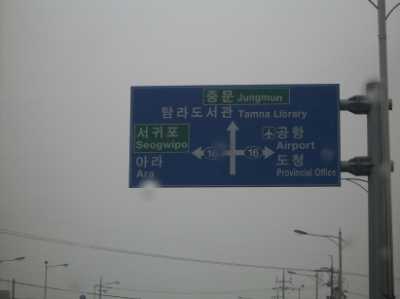 중문 Jungmun
탐라도서관 Tamna Library
서귀포
Seogwipo
아라
Ara
16
16
공항
Airport
도청
Provincial Office